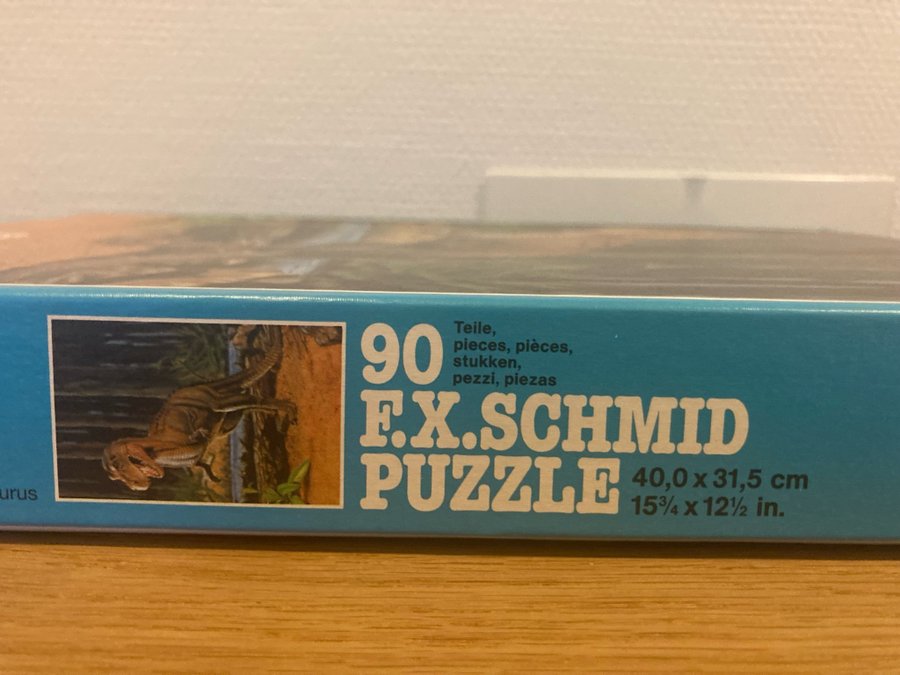 urus
90
Teile,
pieces, pièces,
stukken,
pezzi, piezas
F.X.SCHMID
PUZZLE
40,0 x 31,5 cm
15¾ x 12½ in.